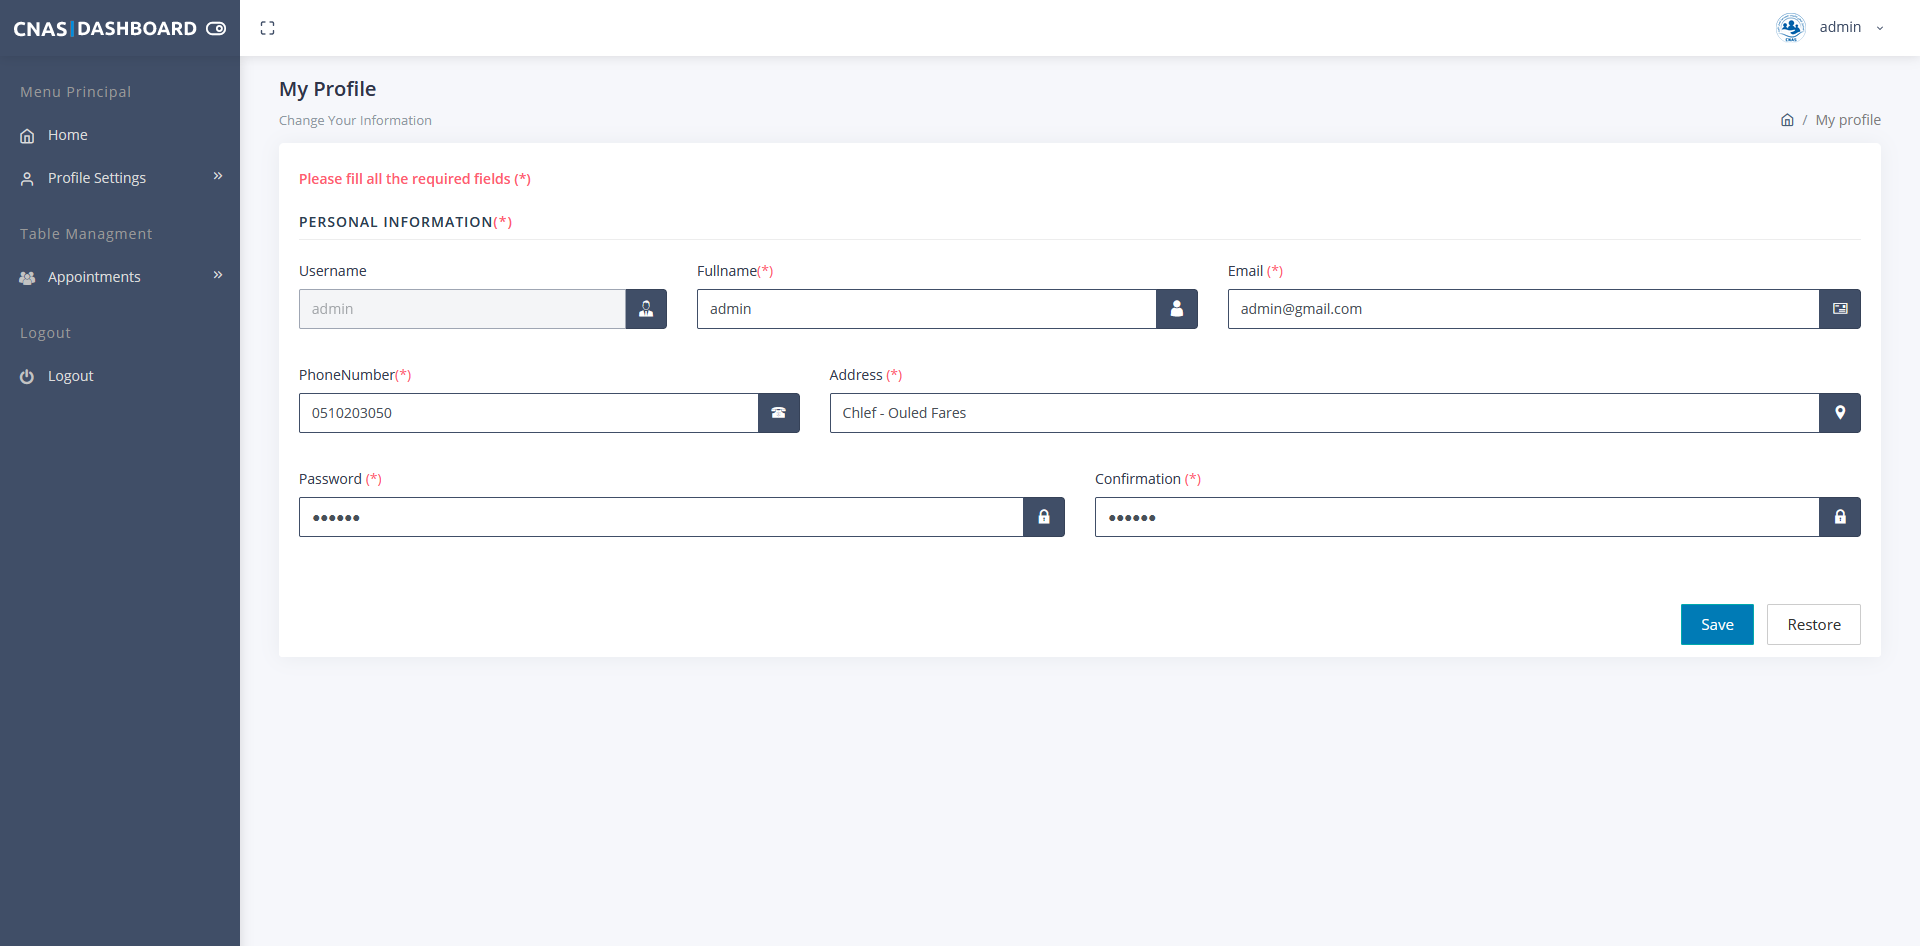 CNAS|DASHBOARD
admin
Menu Principal
Home
Profile Settings
Table Managment
Appointments
Logout
Logout
My Profile
Change Your Information
/ My profile
Please fill all the required fields (*)
PERSONAL INFORMATION(*)
Username
Fullname(*)
Email (*)
admin
admin
admin@gmail.com
PhoneNumber(*)
Address (*)
0510203050
Chlef - Ouled Fares
Password (*)
Confirmation (*)
••••••
••••••
Save
Restore